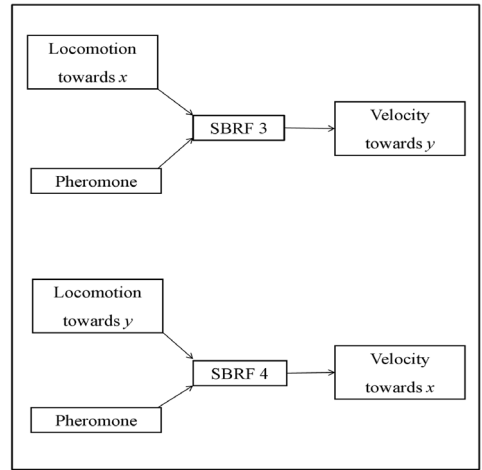 Locomotion
towards x
SBRF 3
Velocity
towards y
Pheromone
Locomotion
towards y
SBRF 4
Velocity
towards x
Pheromone